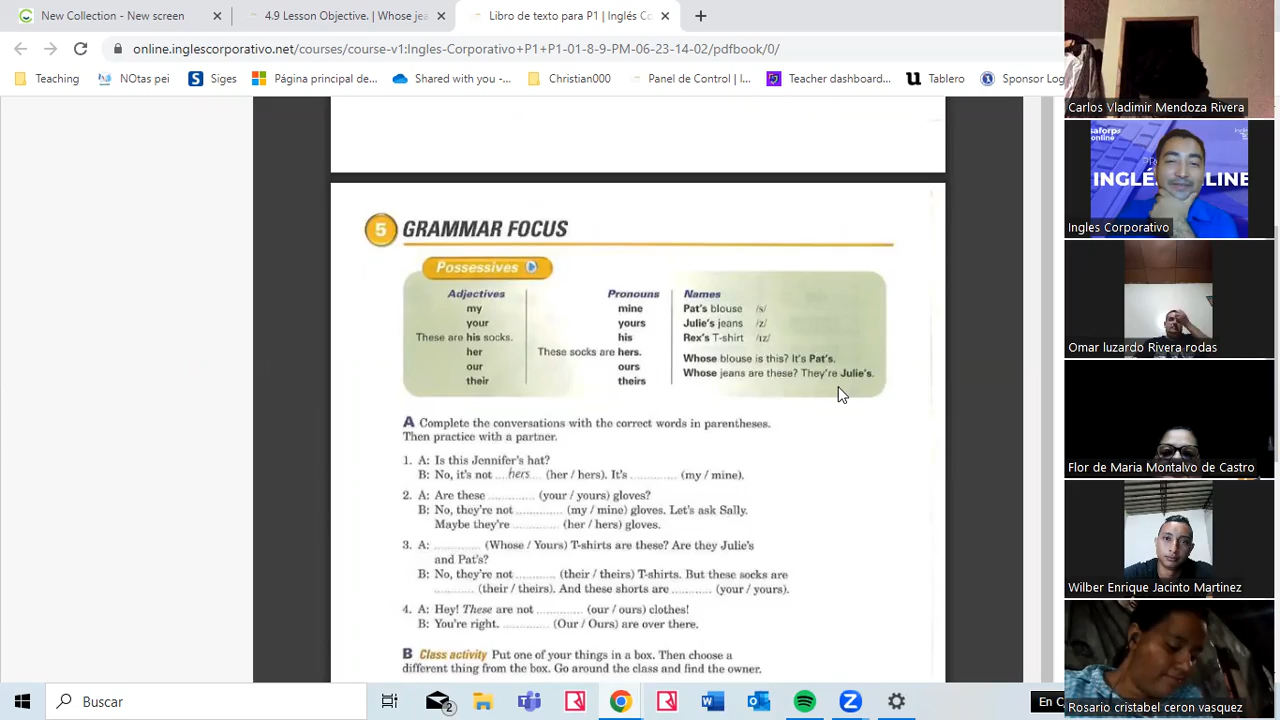 New Collection - New screen
4.9 Lesson Objective. | Whose je
Libro de texto para P1 | Inglés Co
online.inglescorporativo.net/courses/course-v1:Ingles-Corporativo+P1+P1-01-8-9-PM-06-23-14-02/pdfbook/0/
Teaching
NOtas pei
Siges
Página principal de...
Shared with you -...
Christian000
Panel de Control | I...
Teacher dashboard...
Tablero
Sponsor Log
5 GRAMMAR FOCUS
Possessives
Adjectives Pronouns Names
my mine Pat's blouse /s/
your yours Julie's jeans /z/
These are his socks. his Rex's T-shirt /ɪz/
her These socks are hers.
our ours Whose blouse is this? It's Pat's.
their theirs Whose jeans are these? They're Julie's.
A Complete the conversations with the correct words in parentheses.
Then practice with a partner.
1. A: Is this Jennifer's hat?
B: No, it's not hers (her / hers). It's ............ (my / mine).
2. A: Are these ............ (your / yours) gloves?
B: No, they're not ............ (my / mine) gloves. Let's ask Sally.
Maybe they're ............ (her / hers) gloves.
3. A: ............ (Whose / Yours) T-shirts are these? Are they Julie's
and Pat's?
B: No, they're not ............ (their / theirs) T-shirts. But these socks are
............ (their / theirs). And these shorts are ............ (your / yours).
4. A: Hey! These are not ............ (our / ours) clothes!
B: You're right. ............ (Our / Ours) are over there.
B Class activity Put one of your things in a box. Then choose a
different thing from the box. Go around the class and find the owner.
Carlos Vladimir Mendoza Rivera
INGLÉS
LINE
online
Ingles Corporativo
Omar luzardo Rivera rodas
Flor de Maria Montalvo de Castro
Wilber Enrique Jacinto Martinez
Rosario cristabel ceron vasquez
Buscar
2
En C